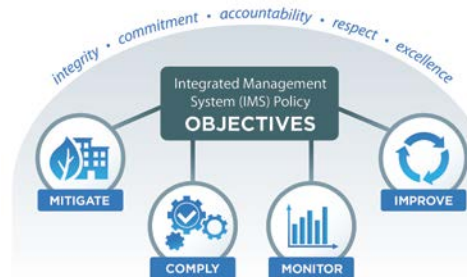 integrity • commitment • accountability • respect • excellence
Integrated Management
System (IMS) Policy
OBJECTIVES
MITIGATE
IMPROVE
COMPLY
MONITOR